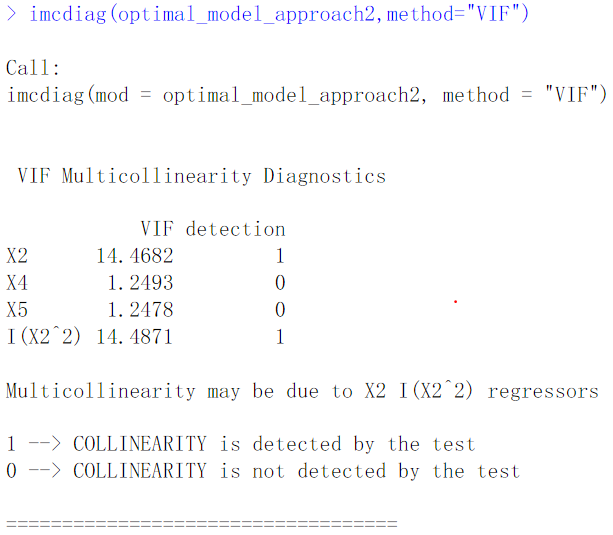 > imcdiag(optimal_model_approach2,method="VIF")
Call:
imcdiag(mod = optimal_model_approach2, method = "VIF")
VIF Multicollinearity Diagnostics
VIF detection
X2 14.4682 1
X4 1.2493 0
X5 1.2478 0
I(X2^2) 14.4871 1
Multicollinearity may be due to X2 I(X2^2) regressors
1 --> COLLINEARITY is detected by the test
0 --> COLLINEARITY is not detected by the test
===================================